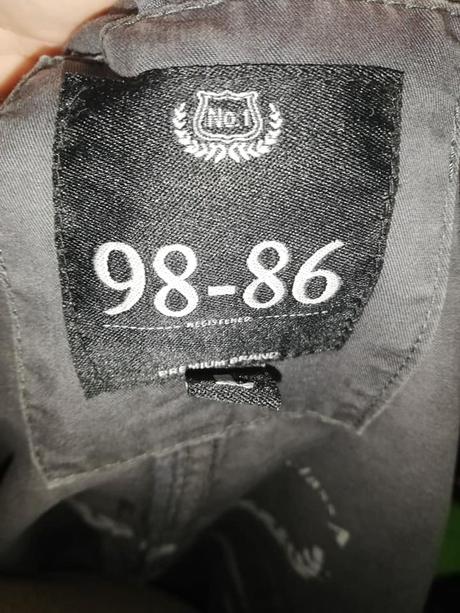 No.1
98-86
REGISTERED
PREMIUM BRAND
L